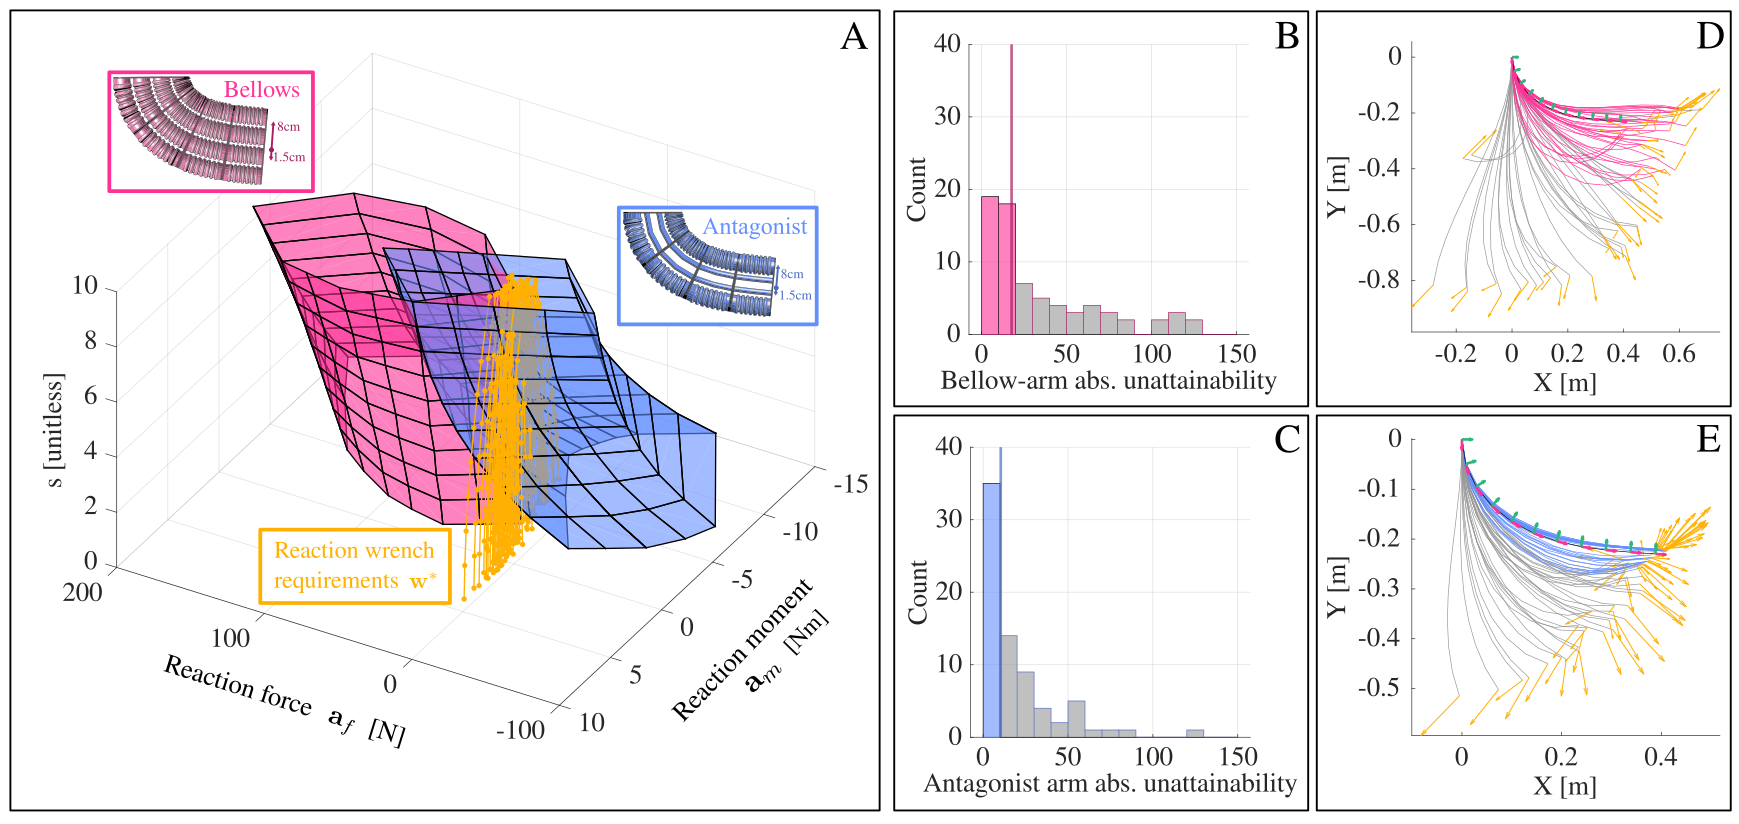 A
Bellows
8cm
1.5cm
Antagonist
8cm
1.5cm
10
8
6
4
2
0
s [unitless]
Reaction wrench
requirements w*
200
100
0
-100
Reaction force a_f [N]
-15
-10
-5
0
5
10
Reaction moment
a_m [Nm]
B
40
30
20
10
0
Count
0 50 100 150
Bellow-arm abs. unattainability
C
40
30
20
10
0
Count
0 50 100 150
Antagonist arm abs. unattainability
D
0
-0.2
-0.4
-0.6
-0.8
Y [m]
-0.2 0 0.2 0.4 0.6
X [m]
E
0
-0.1
-0.2
-0.3
-0.4
-0.5
Y [m]
0 0.2 0.4
X [m]